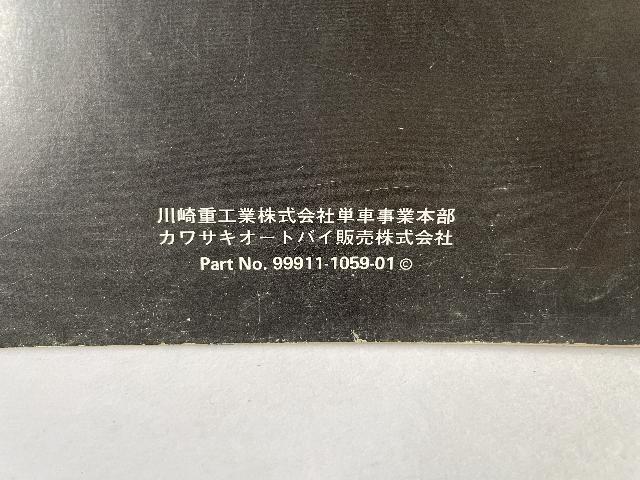 川崎重工業株式会社単車事業本部
カワサキオートバイ販売株式会社
Part No. 99911-1059-01 ©